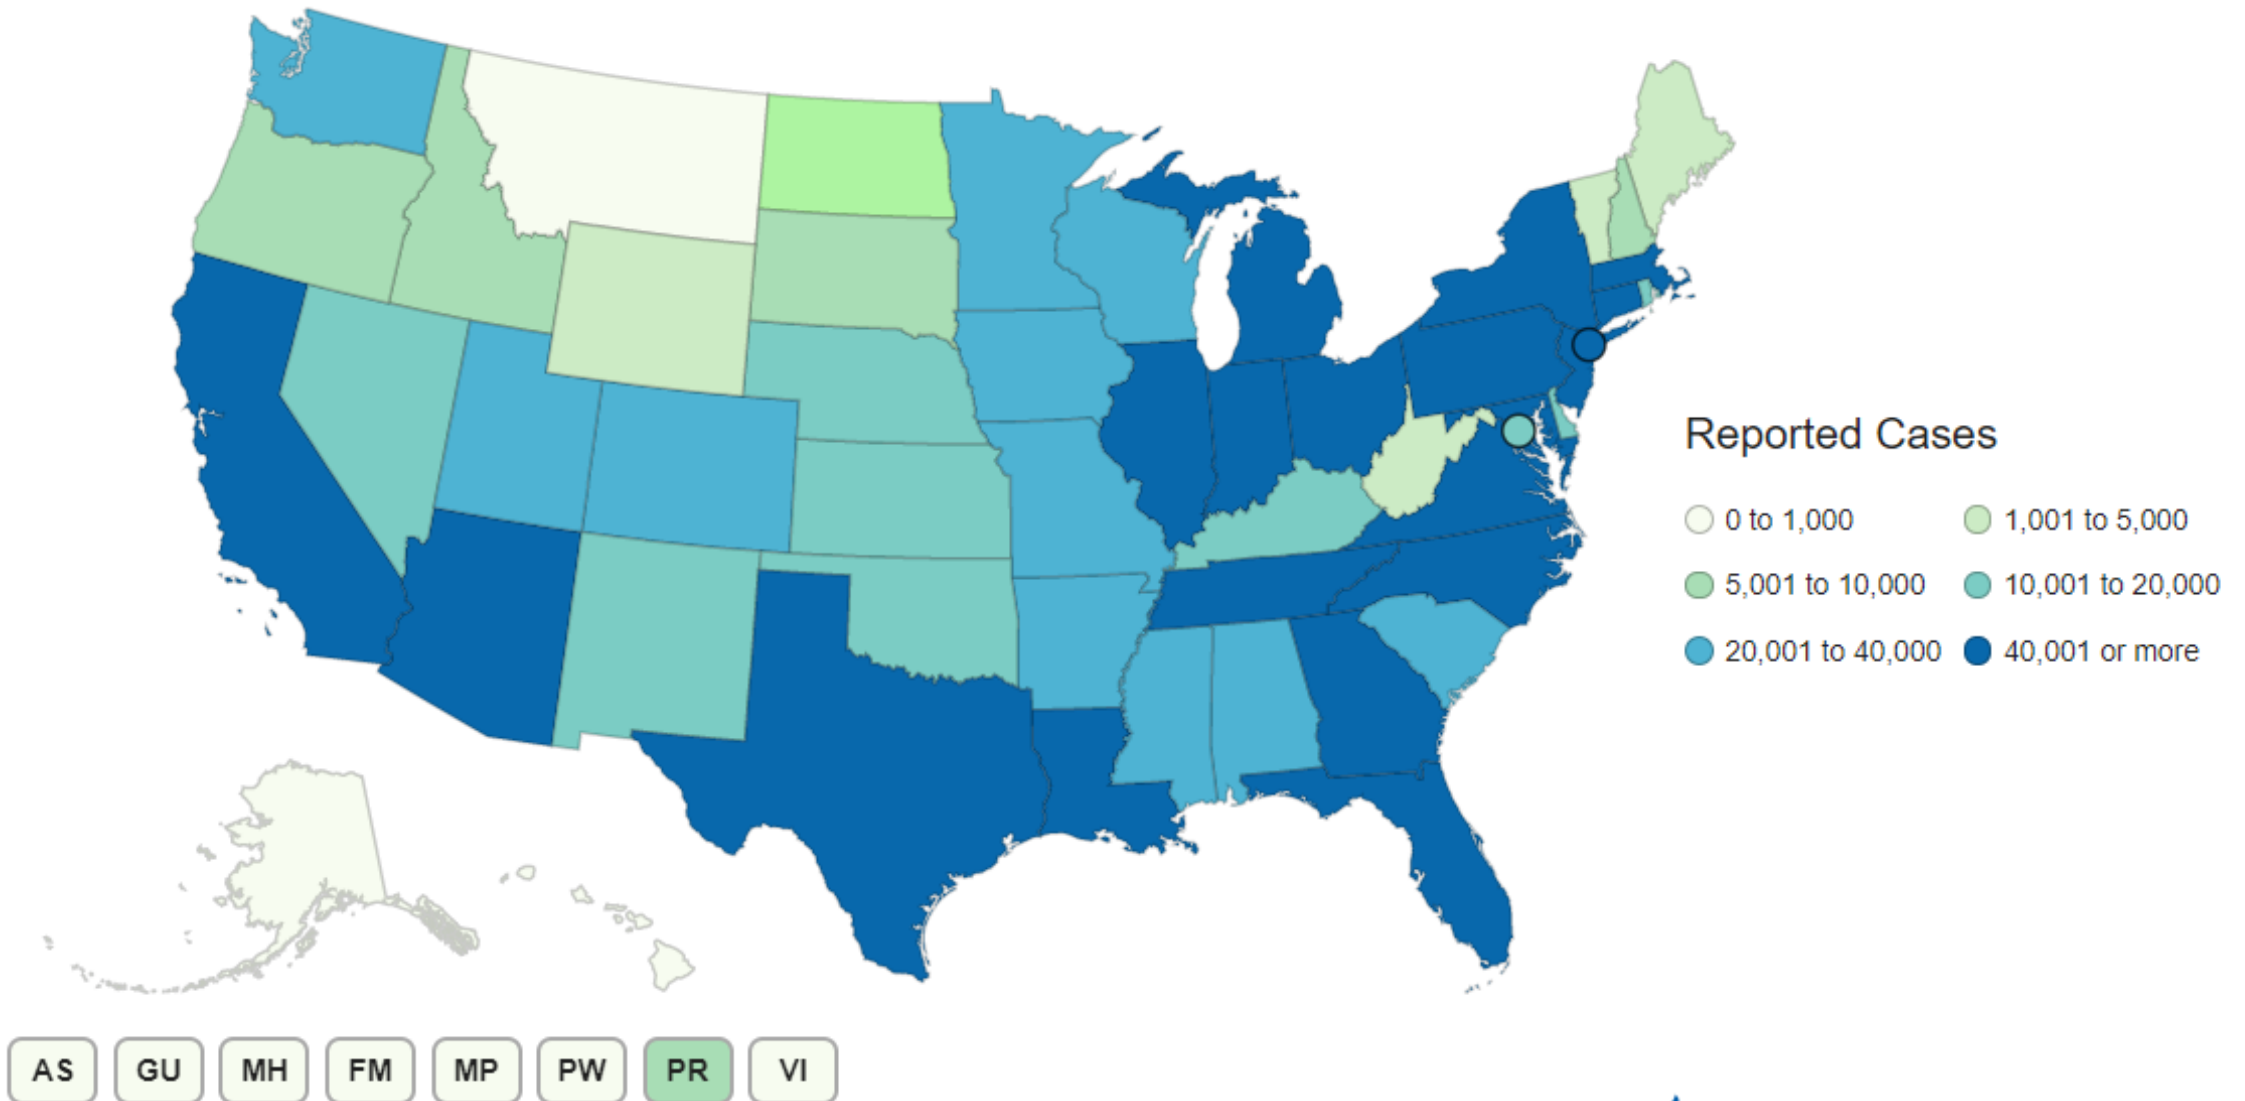 Reported Cases
0 to 1,000 1,001 to 5,000
5,001 to 10,000 10,001 to 20,000
20,001 to 40,000 40,001 or more
AS GU MH FM MP PW PR VI